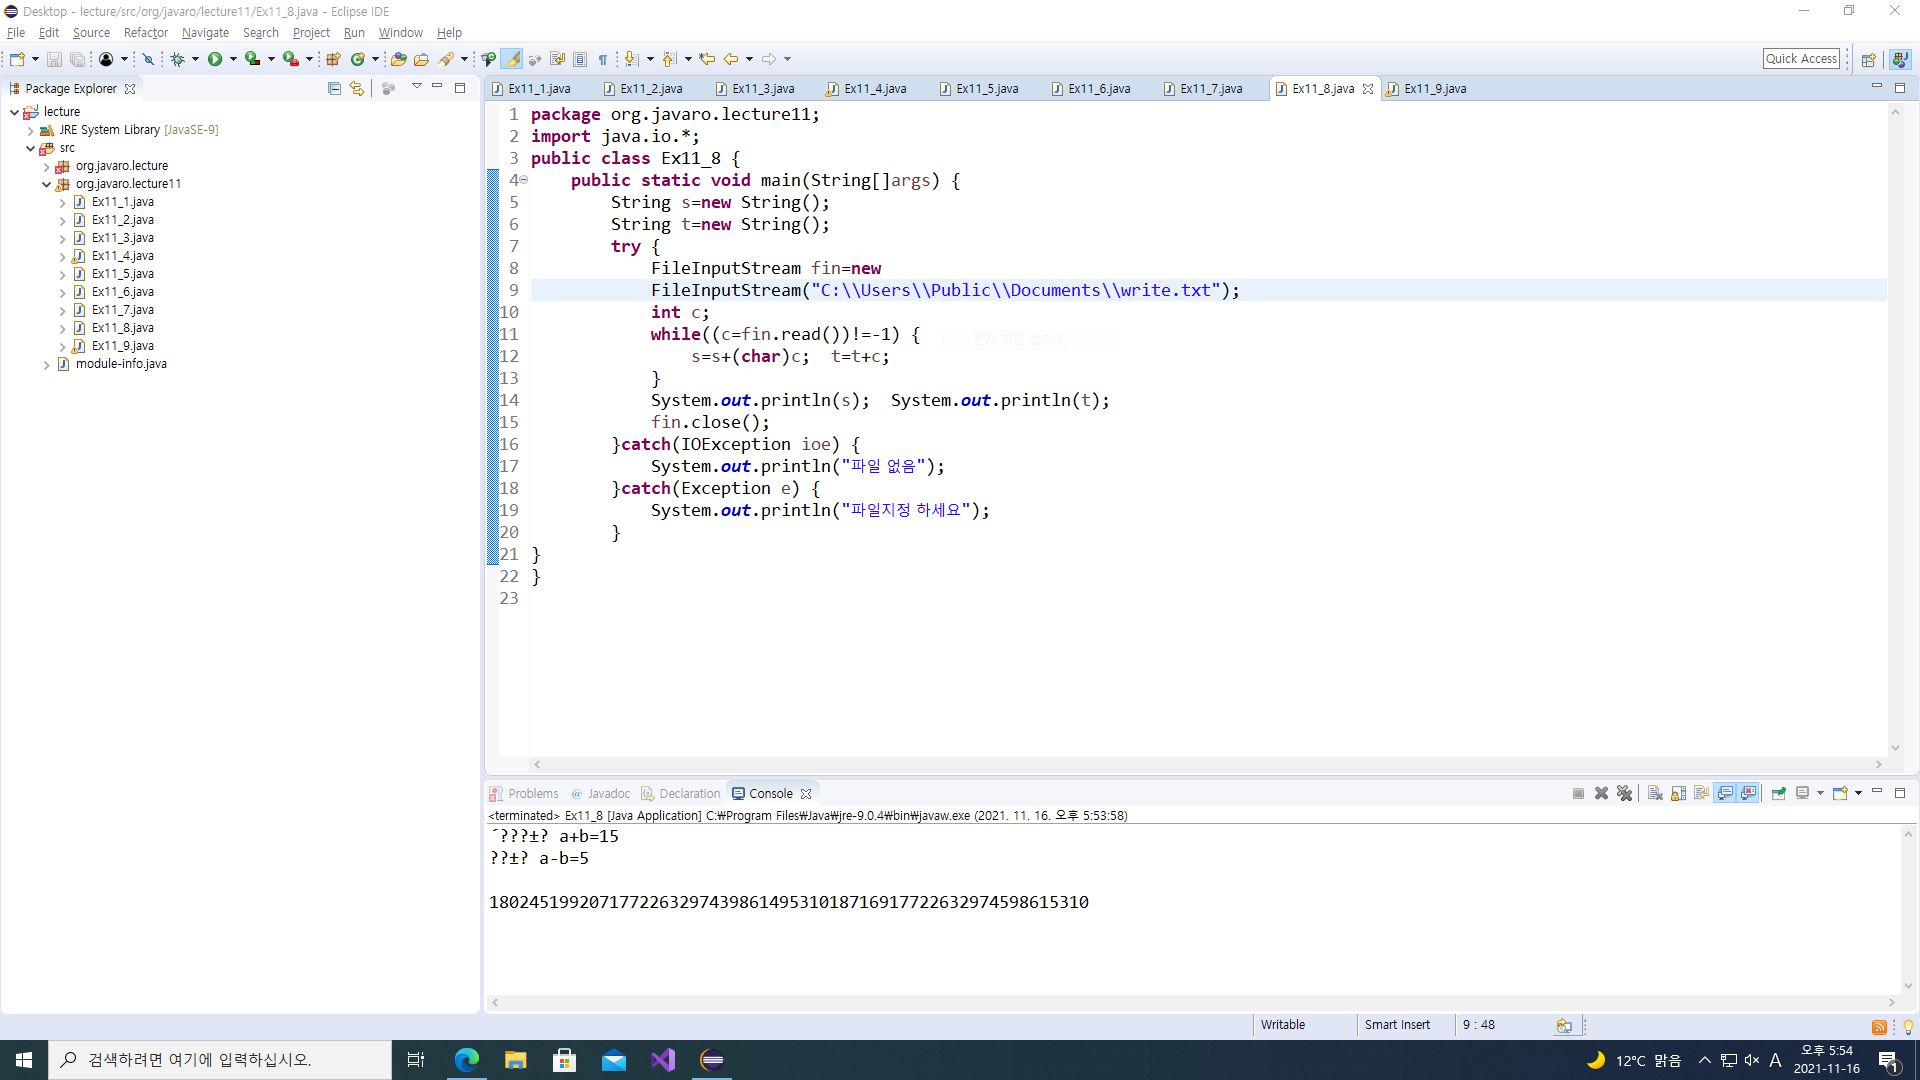 Desktop - lecture/src/org/javaro/lecture11/Ex11_8.java - Eclipse IDE
File Edit Source Refactor Navigate Search Project Run Window Help
Quick Access
Package Explorer
lecture
JRE System Library [JavaSE-9]
src
org.javaro.lecture
org.javaro.lecture11
Ex11_1.java
Ex11_2.java
Ex11_3.java
Ex11_4.java
Ex11_5.java
Ex11_6.java
Ex11_7.java
Ex11_8.java
Ex11_9.java
module-info.java
Ex11_1.java Ex11_2.java Ex11_3.java Ex11_4.java Ex11_5.java Ex11_6.java Ex11_7.java Ex11_8.java Ex11_9.java
1 package org.javaro.lecture11;
2 import java.io.*;
3 public class Ex11_8 {
4 public static void main(String[]args) {
5 String s=new String();
6 String t=new String();
7 try {
8 FileInputStream fin=new
9 FileInputStream("C:\\Users\\Public\\Documents\\write.txt");
10 int c;
11 while((c=fin.read())!=-1) {
12 s=s+(char)c; t=t+c;
13 }
14 System.out.println(s); System.out.println(t);
15 fin.close();
16 }catch(IOException ioe) {
17 System.out.println("파일 없음");
18 }catch(Exception e) {
19 System.out.println("파일지정 하세요");
20 }
21 }
22 }
23
Problems Javadoc Declaration Console
<terminated> Ex11_8 [Java Application] C:₩Program Files₩Java₩jre-9.0.4₩bin₩javaw.exe (2021. 11. 16. 오후 5:53:58)
´???±? a+b=15
??±? a-b=5
180245199207177226329743986149531018716917722632974598615310
Writable Smart Insert 9 : 48
검색하려면 여기에 입력하십시오.
12°C 맑음
A
오후 5:54
2021-11-16
1